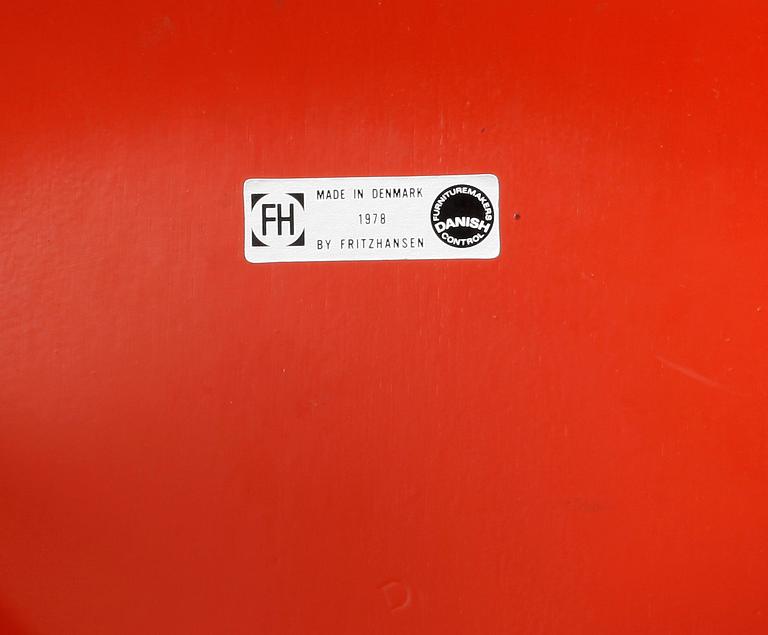 FH
MADE IN DENMARK
1978
BY FRITZHANSEN
FURNITUREMAKERS
DANISH
CONTROL